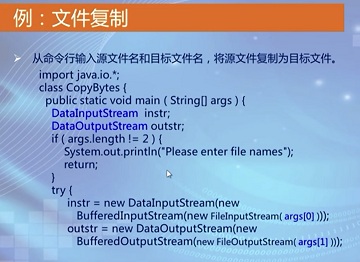 例：文件复制
从命令行输入源文件名和目标文件名，将源文件复制为目标文件。
import java.io.*;
class CopyBytes {
public static void main ( String[] args ) {
DataInputStream instr;
DataOutputStream outstr;
if ( args.length != 2 ) {
System.out.println("Please enter file names");
return;
}
try {
instr = new DataInputStream(new
BufferedInputStream(new FileInputStream( args[0] )));
outstr = new DataOutputStream(new
BufferedOutputStream(new FileOutputStream( args[1] )));